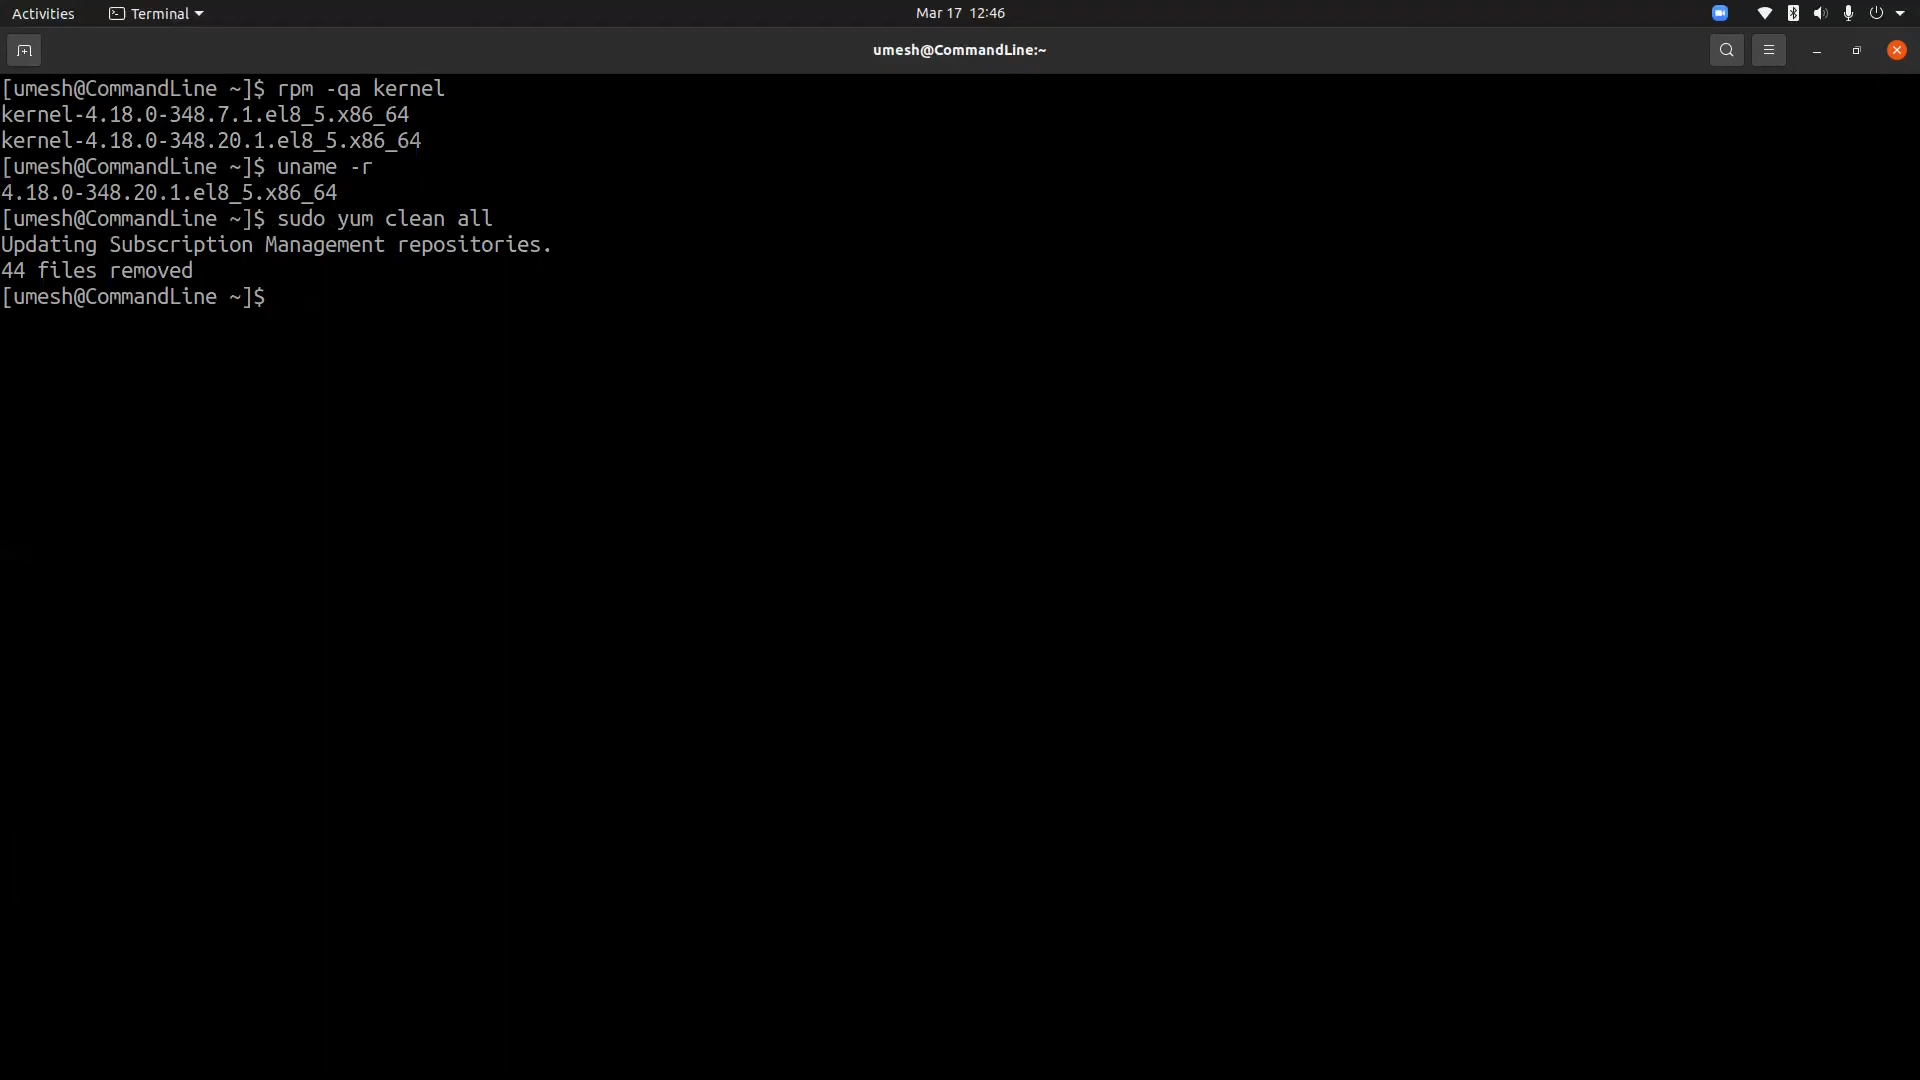 Activities Terminal Mar 17 12:46
umesh@CommandLine:~
[umesh@CommandLine ~]$ rpm -qa kernel
kernel-4.18.0-348.7.1.el8_5.x86_64
kernel-4.18.0-348.20.1.el8_5.x86_64
[umesh@CommandLine ~]$ uname -r
4.18.0-348.20.1.el8_5.x86_64
[umesh@CommandLine ~]$ sudo yum clean all
Updating Subscription Management repositories.
44 files removed
[umesh@CommandLine ~]$